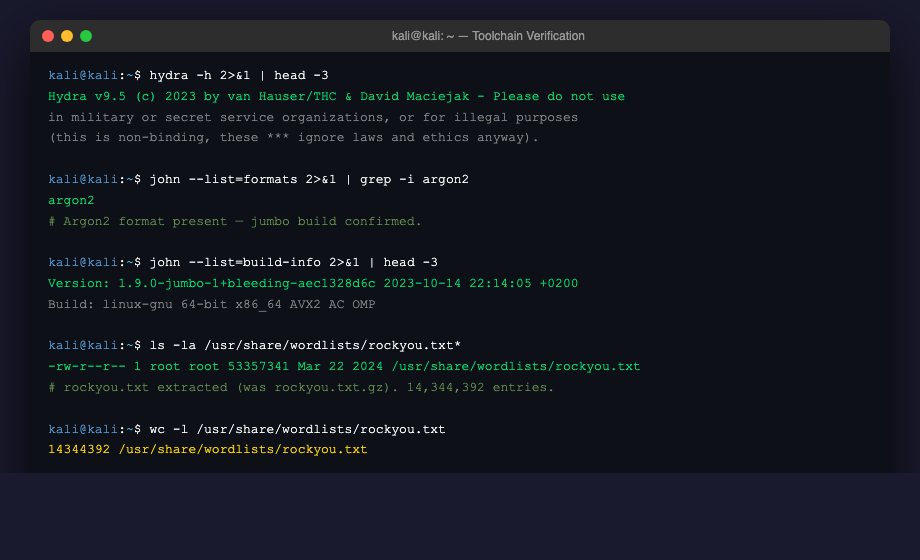 kali@kali: ~ — Toolchain Verification
kali@kali:~$ hydra -h 2>&1 | head -3
Hydra v9.5 (c) 2023 by van Hauser/THC & David Maciejak - Please do not use
in military or secret service organizations, or for illegal purposes
(this is non-binding, these *** ignore laws and ethics anyway).
kali@kali:~$ john --list=formats 2>&1 | grep -i argon2
argon2
# Argon2 format present — jumbo build confirmed.
kali@kali:~$ john --list=build-info 2>&1 | head -3
Version: 1.9.0-jumbo-1+bleeding-aec1328d6c 2023-10-14 22:14:05 +0200
Build: linux-gnu 64-bit x86_64 AVX2 AC OMP
kali@kali:~$ ls -la /usr/share/wordlists/rockyou.txt*
-rw-r--r-- 1 root root 53357341 Mar 22 2024 /usr/share/wordlists/rockyou.txt
# rockyou.txt extracted (was rockyou.txt.gz). 14,344,392 entries.
kali@kali:~$ wc -l /usr/share/wordlists/rockyou.txt
14344392 /usr/share/wordlists/rockyou.txt